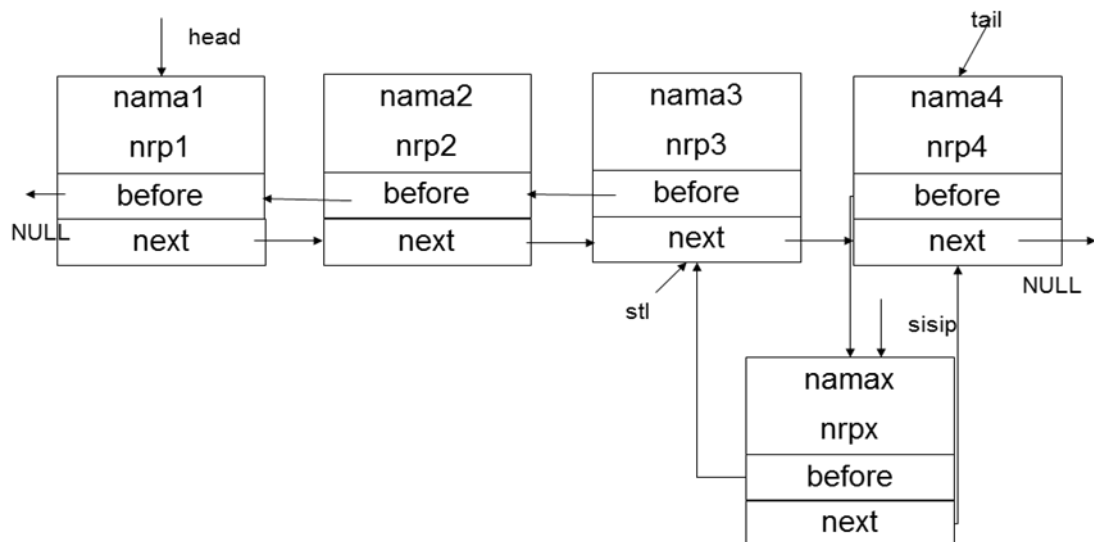 head
tail
nama1
nrp1
before
next
nama2
nrp2
before
next
nama3
nrp3
before
next
nama4
nrp4
before
next
NULL
NULL
stl
sisip
namax
nrpx
before
next